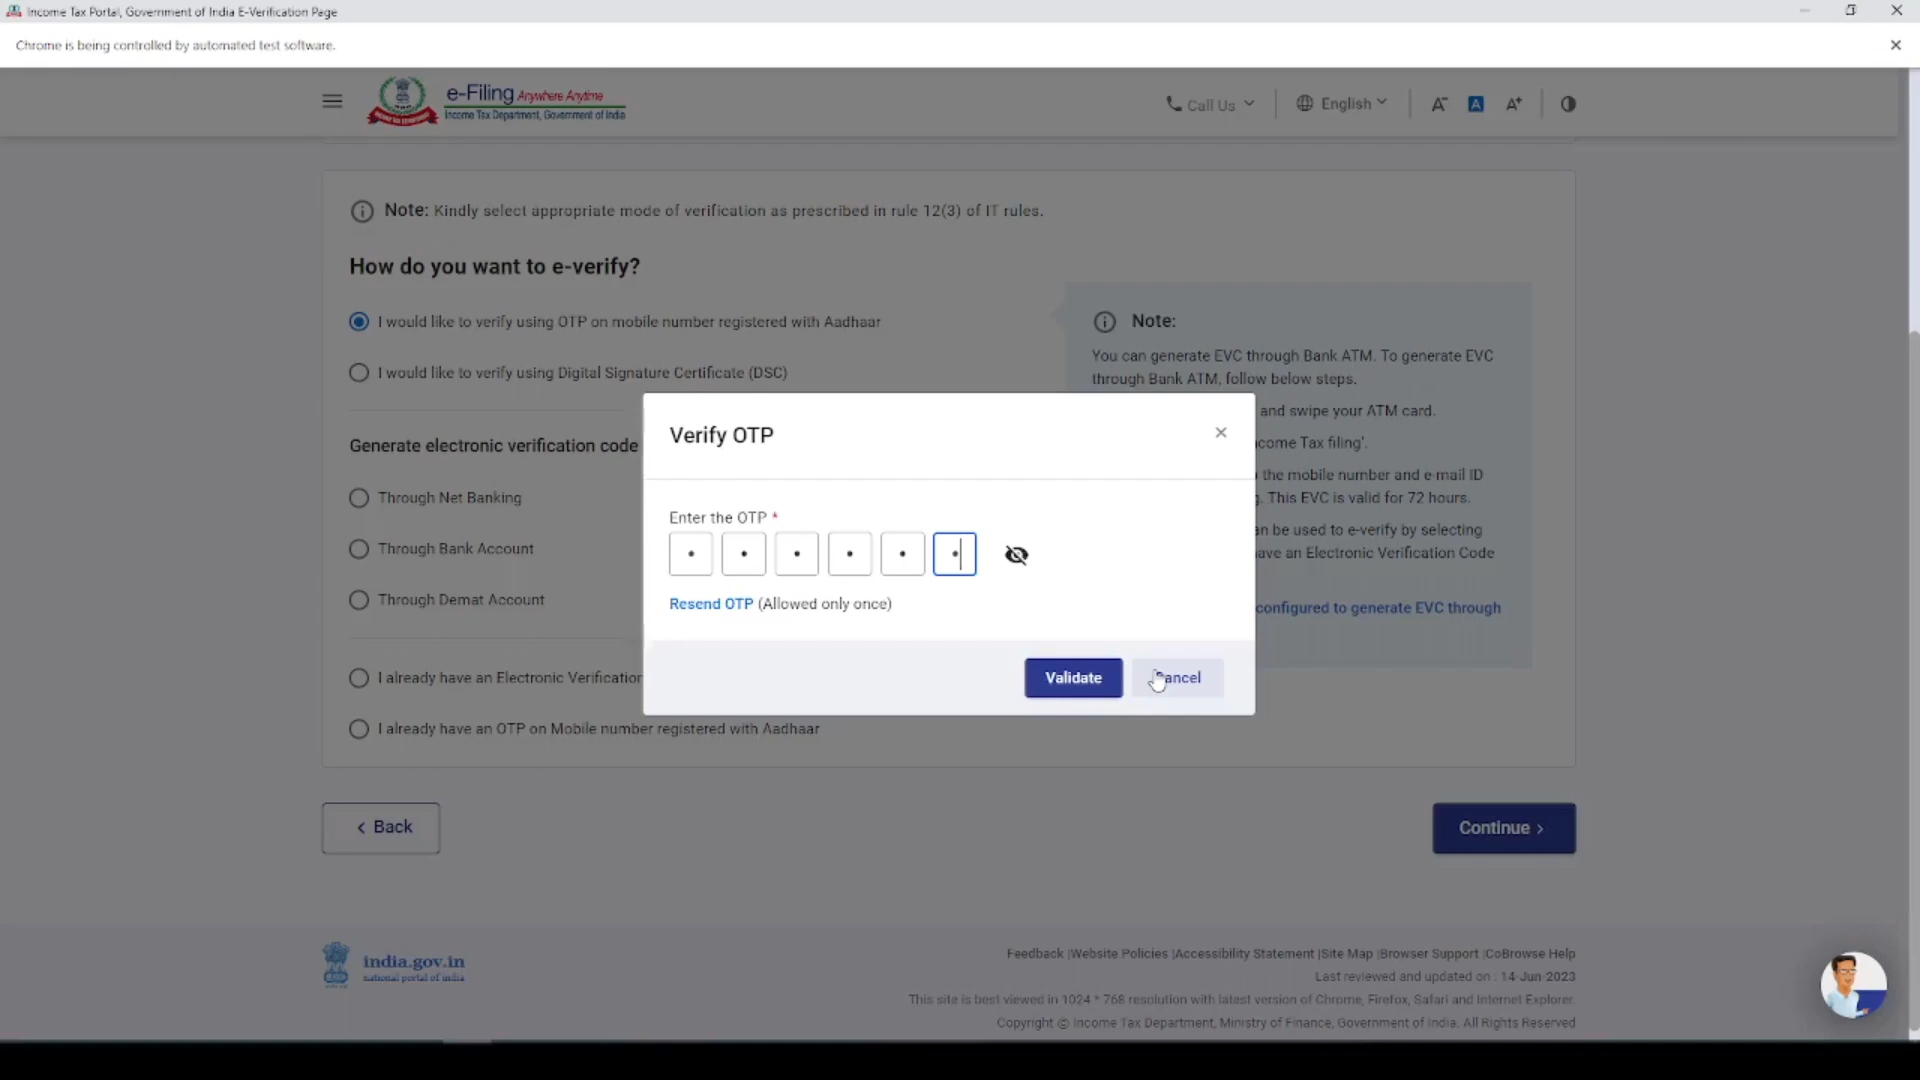 Income Tax Portal, Government of India E-Verification Page
Chrome is being controlled by automated test software.
e-Filing Anywhere Anytime
Income Tax Department, Government of India
Call Us
English
A-
A
A+
Note: Kindly select appropriate mode of verification as prescribed in rule 12(3) of IT rules.
How do you want to e-verify?
I would like to verify using OTP on mobile number registered with Aadhaar
I would like to verify using Digital Signature Certificate (DSC)
Generate electronic verification code
Through Net Banking
Through Bank Account
Through Demat Account
I already have an Electronic Verification
I already have an OTP on Mobile number registered with Aadhaar
Note:
You can generate EVC through Bank ATM. To generate EVC
through Bank ATM, follow below steps.
and swipe your ATM card.
come Tax filing'.
the mobile number and e-mail ID
. This EVC is valid for 72 hours.
an be used to e-verify by selecting
ave an Electronic Verification Code
configured to generate EVC through
Verify OTP
Enter the OTP *
Resend OTP (Allowed only once)
Validate
ancel
Back
Continue
india.gov.in
national portal of india
Feedback |Website Policies |Accessibility Statement |Site Map |Browser Support |CoBrowse Help
Last reviewed and updated on : 14-Jun-2023
This site is best viewed in 1024 * 768 resolution with latest version of Chrome, Firefox, Safari and Internet Explorer.
Copyright © Income Tax Department, Ministry of Finance, Government of India. All Rights Reserved